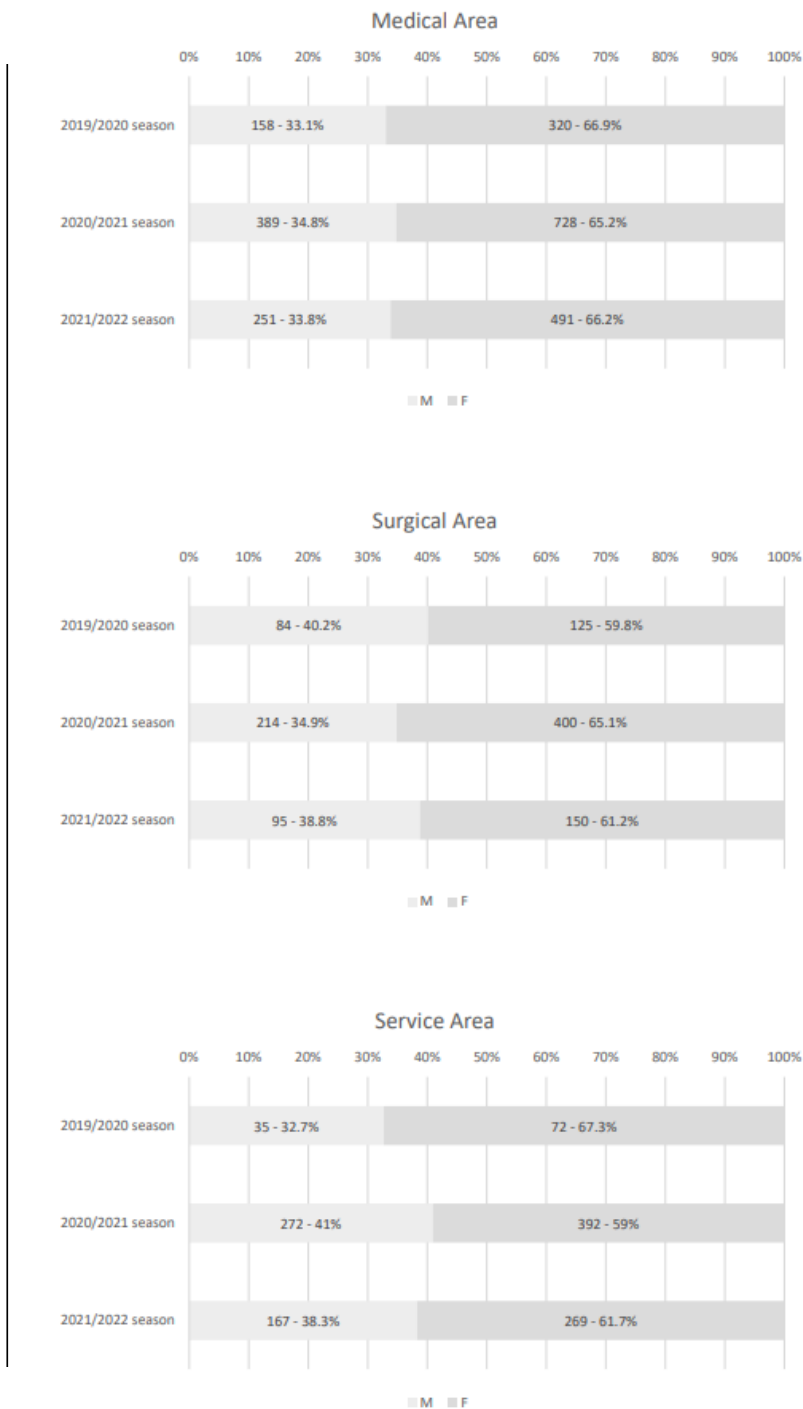 Medical Area
0% 10% 20% 30% 40% 50% 60% 70% 80% 90% 100%
2019/2020 season 158 - 33.1% 320 - 66.9%
2020/2021 season 389 - 34.8% 728 - 65.2%
2021/2022 season 251 - 33.8% 491 - 66.2%
M F
Surgical Area
0% 10% 20% 30% 40% 50% 60% 70% 80% 90% 100%
2019/2020 season 84 - 40.2% 125 - 59.8%
2020/2021 season 214 - 34.9% 400 - 65.1%
2021/2022 season 95 - 38.8% 150 - 61.2%
M F
Service Area
0% 10% 20% 30% 40% 50% 60% 70% 80% 90% 100%
2019/2020 season 35 - 32.7% 72 - 67.3%
2020/2021 season 272 - 41% 392 - 59%
2021/2022 season 167 - 38.3% 269 - 61.7%
M F